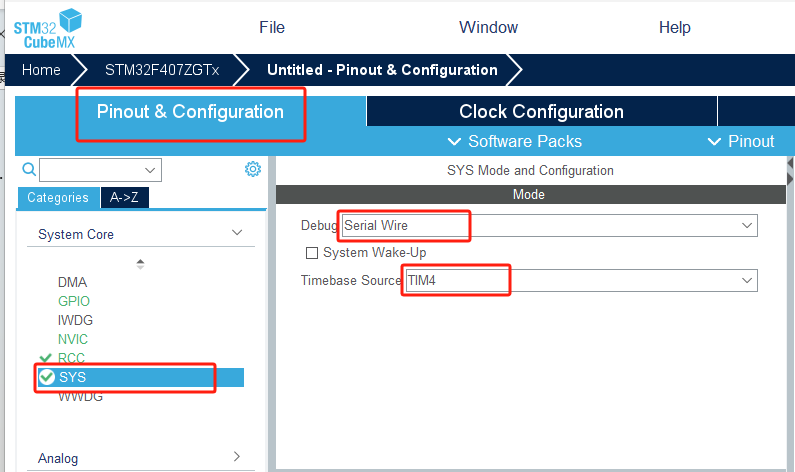 STM32
CubeMX
File
Window
Help
Home
STM32F407ZGTx
Untitled - Pinout & Configuration
Pinout & Configuration
Clock Configuration
Software Packs
Pinout
Categories
A->Z
System Core
DMA
GPIO
IWDG
NVIC
RCC
SYS
WWDG
Analog
SYS Mode and Configuration
Mode
Debug Serial Wire
System Wake-Up
Timebase Source TIM4